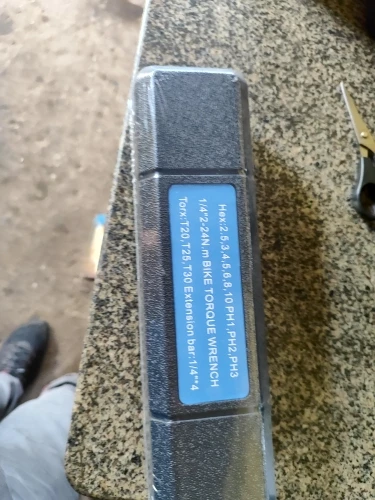 Hex:2,5,3,4,5,6,8,10 PH1,PH2,PH3
1/4"2-24N.m BIKE TORQUE WRENCH
Torx:T20,T25,T30 Extension bar:1/4"*4